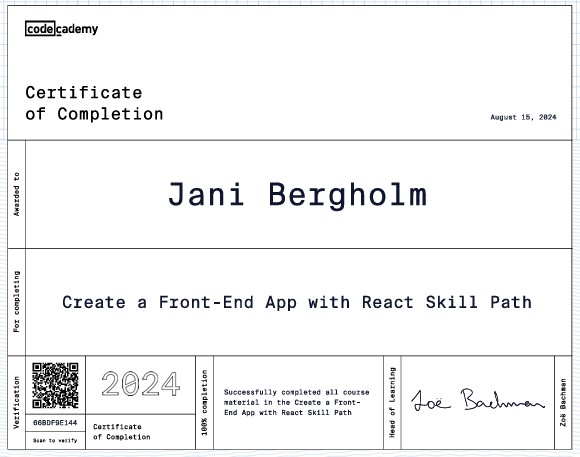 codecademy
Certificate
of Completion
August 15, 2024
Awarded to
Jani Bergholm
For completing
Create a Front-End App with React Skill Path
Verification
66BDF9E144
Scan to verify
2024
Certificate
of Completion
100% completion
Successfully completed all course
material in the Create a Front-
End App with React Skill Path
Head of Learning
Zoë Bachman
Zoë Bachman